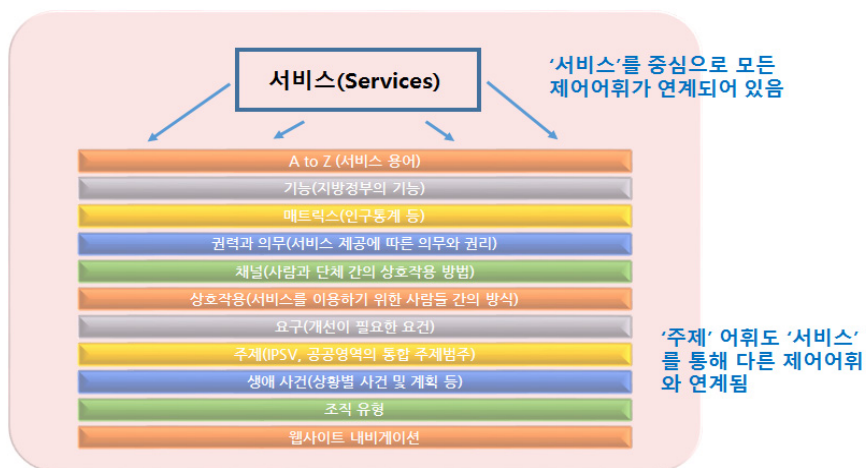 서비스(Services)
‘서비스’를 중심으로 모든
제어어휘가 연계되어 있음
A to Z (서비스 용어)
기능(지방정부의 기능)
매트릭스(인구통계 등)
권력과 의무(서비스 제공에 따른 의무와 권리)
채널(사람과 단체 간의 상호작용 방법)
상호작용(서비스를 이용하기 위한 사람들 간의 방식)
요구(개선이 필요한 요건)
주제(IPSV, 공공영역의 통합 주제범주)
생애 사건(상황별 사건 및 계획 등)
조직 유형
웹사이트 내비게이션
‘주제’ 어휘도 ‘서비스’
를 통해 다른 제어어휘
와 연계됨